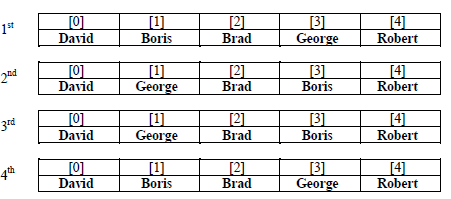 1st [0] [1] [2] [3] [4]
David Boris Brad George Robert
2nd [0] [1] [2] [3] [4]
David George Brad Boris Robert
3rd [0] [1] [2] [3] [4]
David George Brad Boris Robert
4th [0] [1] [2] [3] [4]
David Boris Brad George Robert